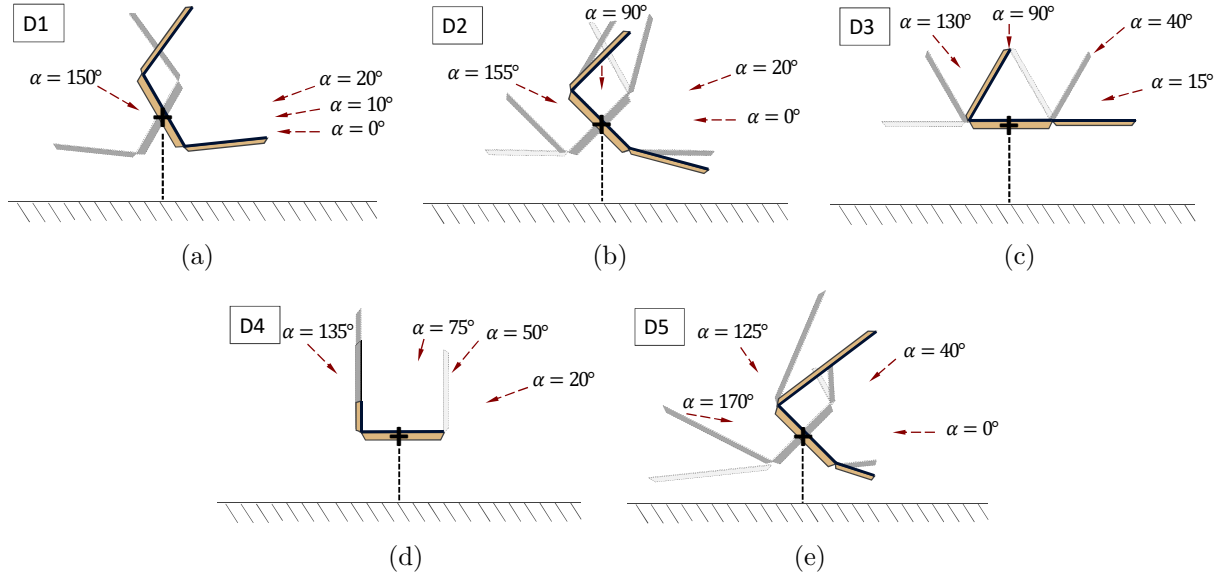 D1
α = 150°
α = 20°
α = 10°
α = 0°
(a)
D2
α = 90°
α = 155°
α = 20°
α = 0°
(b)
D3
α = 130°
α = 90°
α = 40°
α = 15°
(c)
D4
α = 135°
α = 75°
α = 50°
α = 20°
(d)
D5
α = 125°
α = 40°
α = 170°
α = 0°
(e)